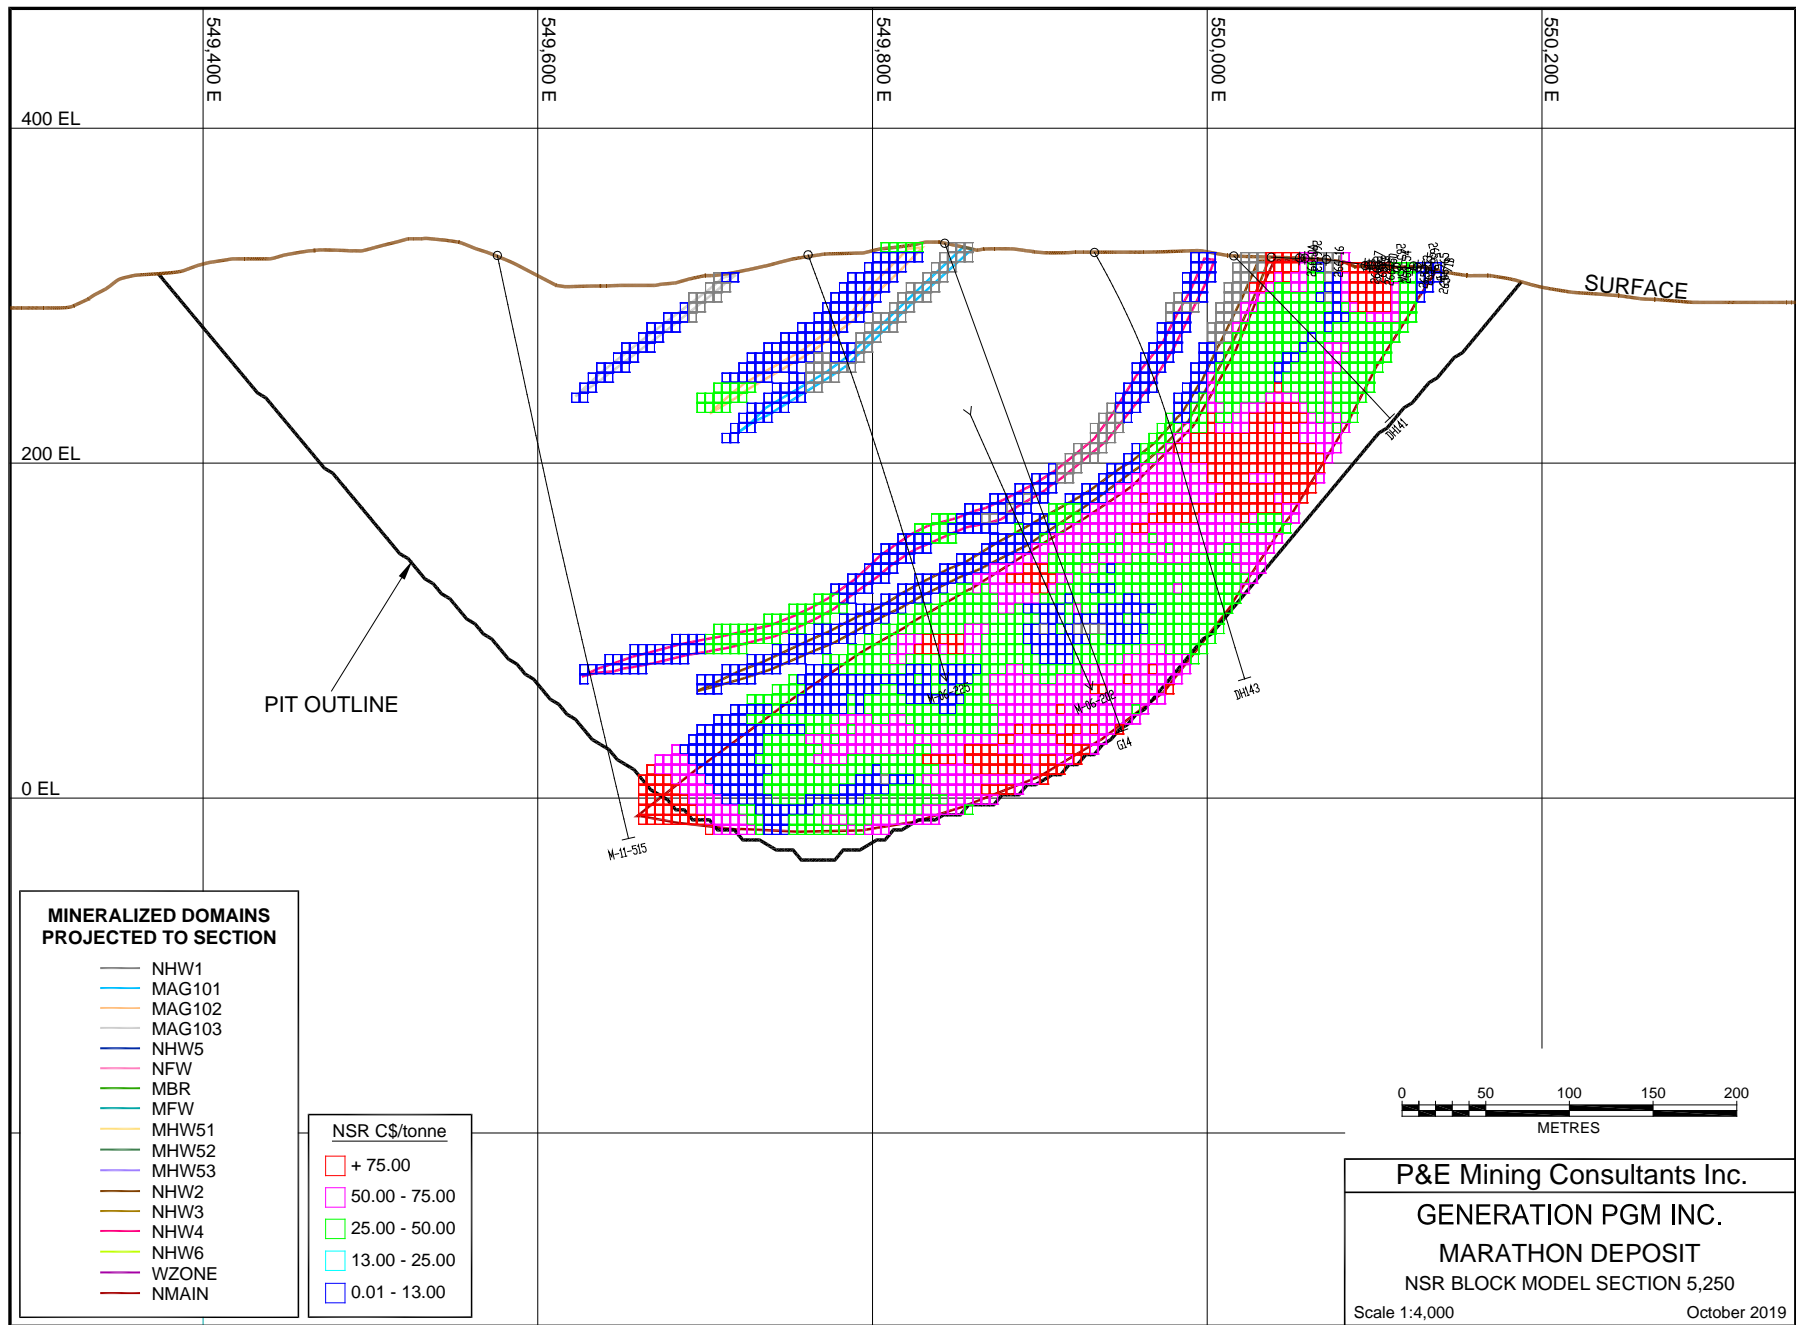 549,400 E
549,600 E
549,800 E
550,000 E
550,200 E
400 EL
200 EL
0 EL
SURFACE
PIT OUTLINE
DH141
DH143
G14
M-11-515
MINERALIZED DOMAINS
PROJECTED TO SECTION
NHW1
MAG101
MAG102
MAG103
NHW5
NFW
MBR
MFW
MHW51
MHW52
MHW53
NHW2
NHW3
NHW4
NHW6
WZONE
NMAIN
NSR C$/tonne
+ 75.00
50.00 - 75.00
25.00 - 50.00
13.00 - 25.00
0.01 - 13.00
0 50 100 150 200
METRES
P&E Mining Consultants Inc.
GENERATION PGM INC.
MARATHON DEPOSIT
NSR BLOCK MODEL SECTION 5,250
Scale 1:4,000 October 2019